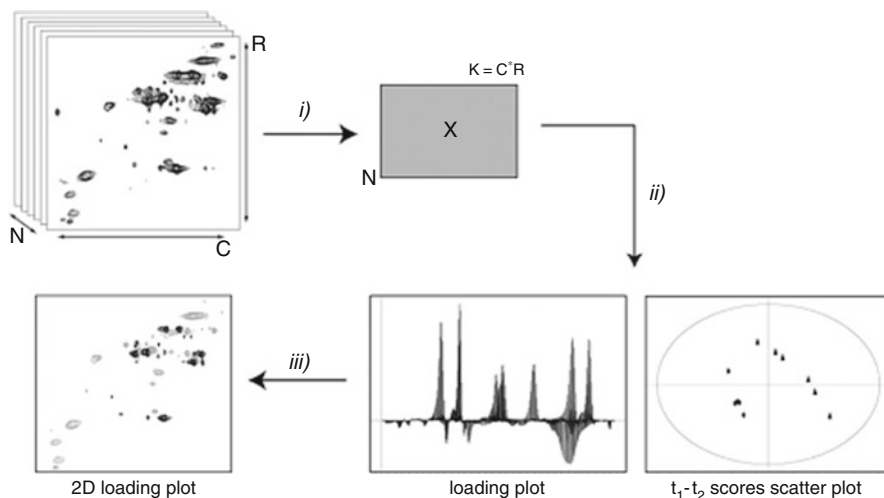 R
K = C*R
i)
X
N
ii)
N
C
iii)
2D loading plot
loading plot
t₁-t₂ scores scatter plot